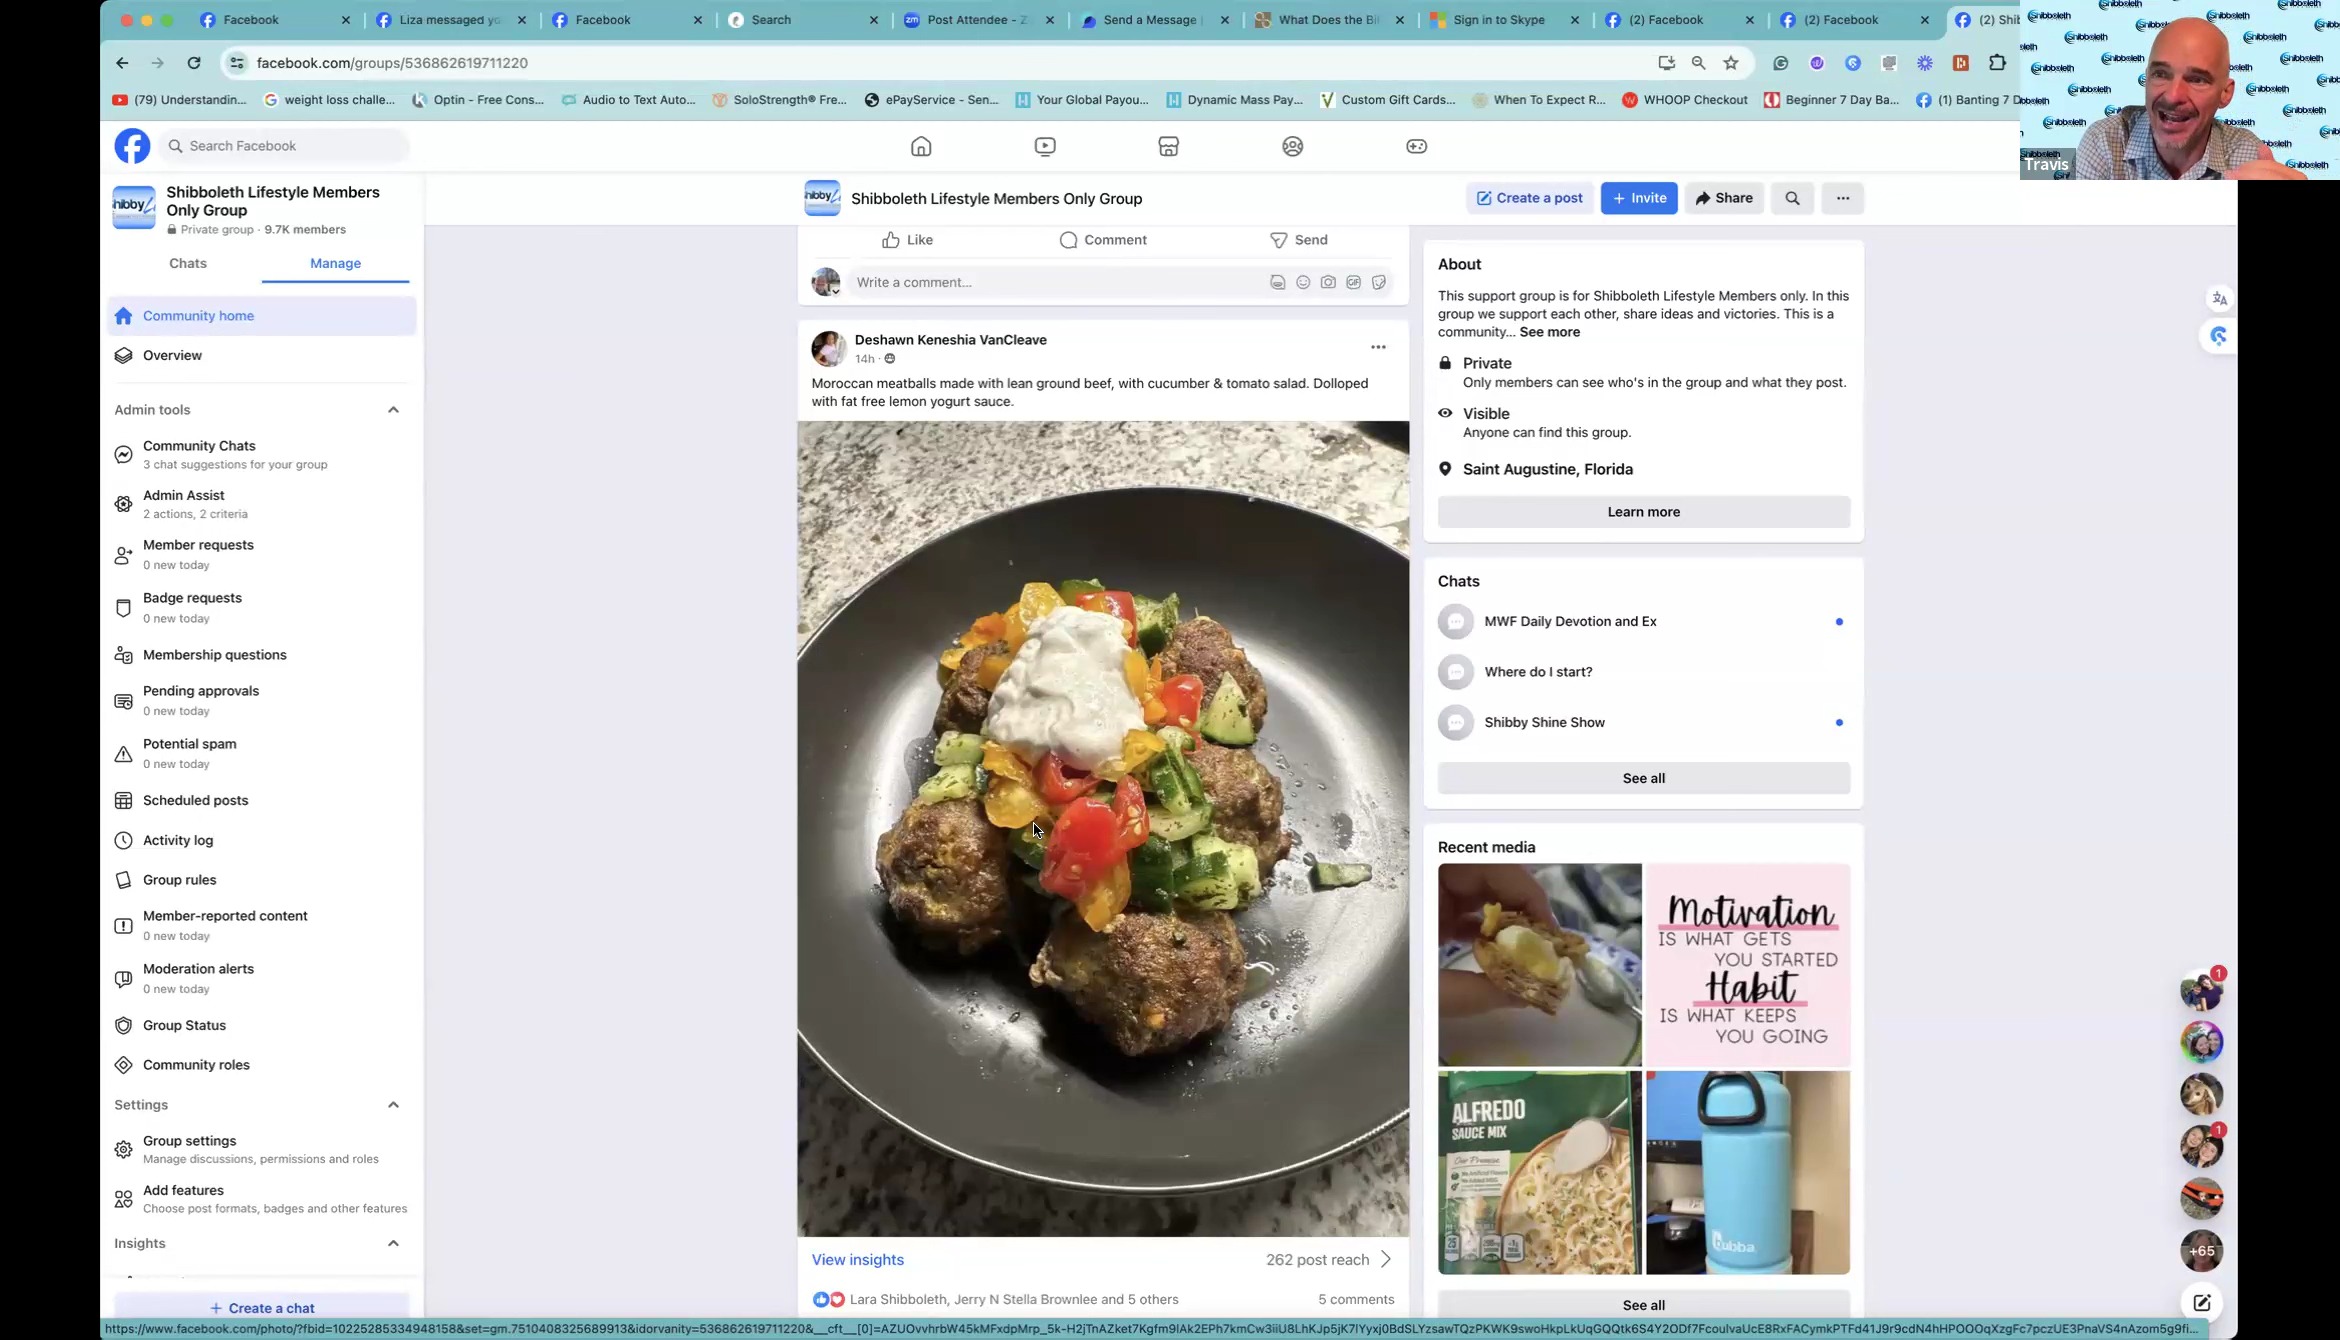 Facebook
Liza messaged yo
Facebook
Search
Post Attendee - Z
Send a Message
What Does the Bi
Sign in to Skype
(2) Facebook
(2) Facebook
(2) Shi
facebook.com/groups/536862619711220
(79) Understandin...
weight loss challe...
Optin - Free Cons...
Audio to Text Auto...
SoloStrength® Fre...
ePayService - Sen...
Your Global Payou...
Dynamic Mass Pay...
Custom Gift Cards...
When To Expect R...
WHOOP Checkout
Beginner 7 Day Ba...
(1) Banting 7 D
Travis
Search Facebook
Shibboleth Lifestyle Members
Only Group
Private group · 9.7K members
Chats
Manage
Community home
Overview
Admin tools
Community Chats
3 chat suggestions for your group
Admin Assist
2 actions, 2 criteria
Member requests
0 new today
Badge requests
0 new today
Membership questions
Pending approvals
0 new today
Potential spam
0 new today
Scheduled posts
Activity log
Group rules
Member-reported content
0 new today
Moderation alerts
0 new today
Group Status
Community roles
Settings
Group settings
Manage discussions, permissions and roles
Add features
Choose post formats, badges and other features
Insights
+ Create a chat
Shibboleth Lifestyle Members Only Group
Create a post
+ Invite
Share
Like
Comment
Send
Write a comment...
Deshawn Keneshia VanCleave
14h ·
Moroccan meatballs made with lean ground beef, with cucumber & tomato salad. Dolloped
with fat free lemon yogurt sauce.
View insights
262 post reach
Lara Shibboleth, Jerry N Stella Brownlee and 5 others
5 comments
About
This support group is for Shibboleth Lifestyle Members only. In this
group we support each other, share ideas and victories. This is a
community... See more
Private
Only members can see who's in the group and what they post.
Visible
Anyone can find this group.
Saint Augustine, Florida
Learn more
Chats
MWF Daily Devotion and Ex
Where do I start?
Shibby Shine Show
See all
Recent media
Motivation
IS WHAT GETS
YOU STARTED
Habit
IS WHAT KEEPS
YOU GOING
ALFREDO
SAUCE MIX
Our Promise
bubba
See all
1
1
+65